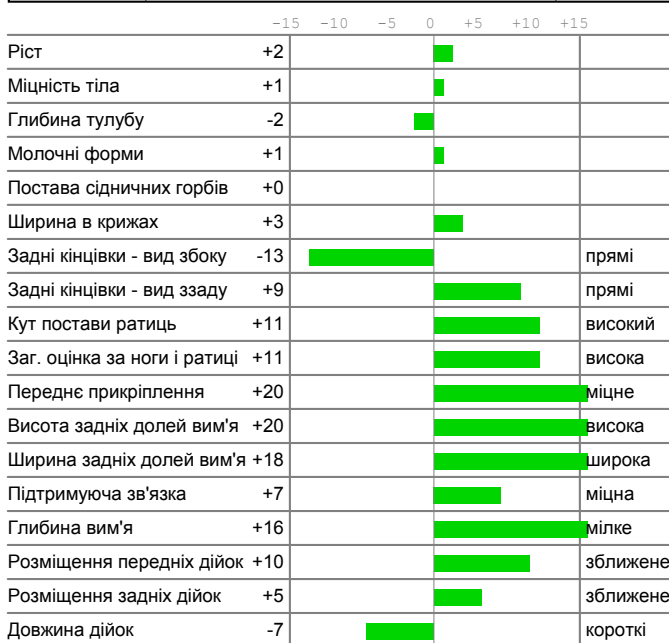 -15 -10 -5 0 +5 +10 +15
Ріст +2
Міцність тіла +1
Глибина тулубу -2
Молочні форми +1
Постава сідничних горбів +0
Ширина в крижах +3
Задні кінцівки - вид збоку -13 прямі
Задні кінцівки - вид ззаду +9 прямі
Кут постави ратиць +11 високий
Заг. оцінка за ноги і ратиці +11 висока
Переднє прикріплення +20 міцне
Висота задніх долей вим'я +20 висока
Ширина задніх долей вим'я +18 широка
Підтримуюча зв'язка +7 міцна
Глибина вим'я +16 мілке
Розміщення передніх дійок +10 зближене
Розміщення задніх дійок +5 зближене
Довжина дійок -7 короткі